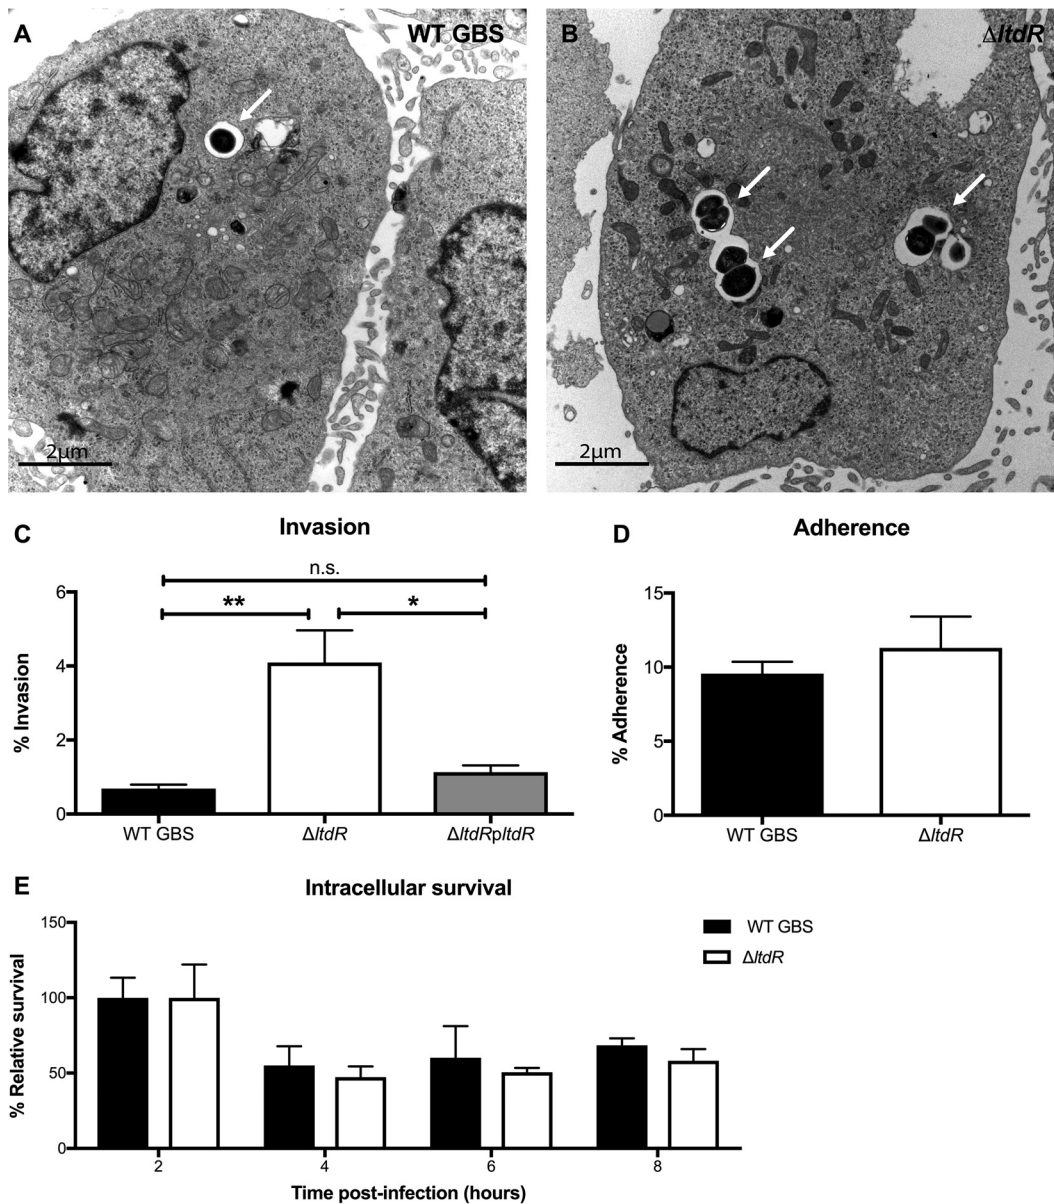 A
WT GBS
B
ΔltdR
2μm
2μm
C
Invasion
n.s.
**
*
6
4
2
0
% Invasion
WT GBS
ΔltdR
ΔltdRpltdR
D
Adherence
15
10
5
0
% Adherence
WT GBS
ΔltdR
E
Intracellular survival
150
100
50
0
% Relative survival
WT GBS
ΔltdR
2
4
6
8
Time post-infection (hours)